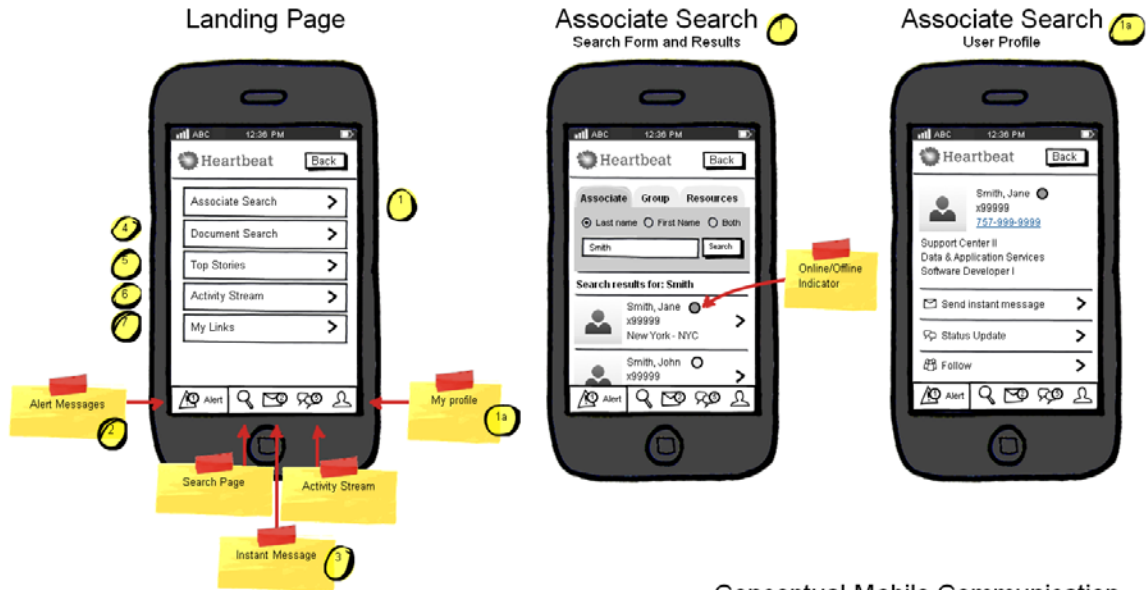 Landing Page
ABC 12:36 PM
Heartbeat Back
Associate Search
1
Document Search
4
Top Stories
5
Activity Stream
6
My Links
7
Alert
Alert Messages
2
My profile
1a
Search Page
Activity Stream
Instant Message
3
Associate Search
1
Search Form and Results
ABC 12:36 PM
Heartbeat Back
Associate Group Resources
Last name First Name Both
Smith Search
Search results for: Smith
Smith, Jane
x99999
New York - NYC
Smith, John
x99999
Alert
Online/Offline
Indicator
Associate Search
1a
User Profile
ABC 12:36 PM
Heartbeat Back
Smith, Jane
x99999
757-999-9999
Support Center II
Data & Application Services
Software Developer I
Send instant message
Status Update
Follow
Alert
Conceptual Mobile Communication